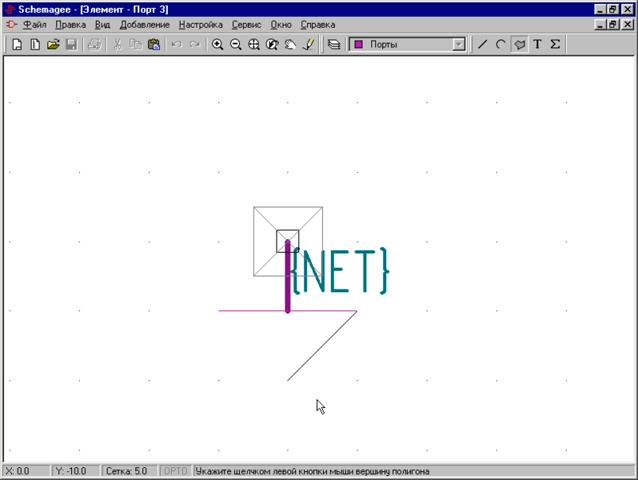 Schemagee - [Элемент - Порт 3]
Файл Правка Вид Добавление Настройка Сервис Окно Справка
Порты T Σ
{NET}
X: 0.0 Y: -10.0 Сетка: 5.0 ОРТО Укажите щелчком левой кнопки мыши вершину полигона